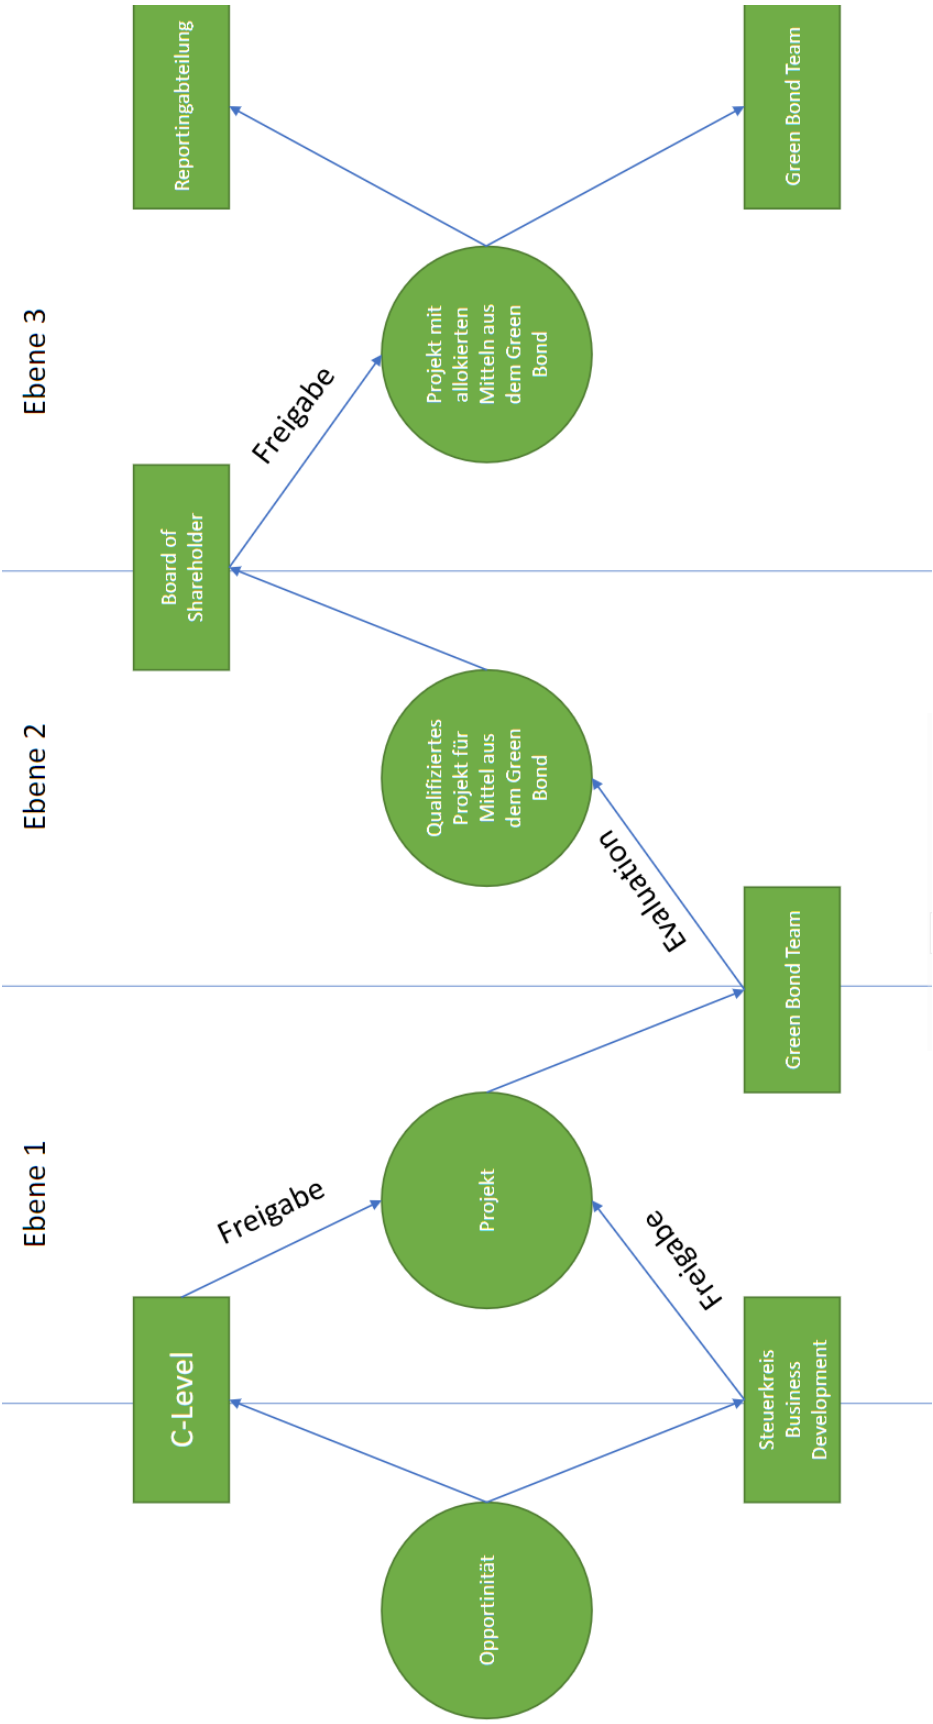 Ebene 1
Ebene 2
Ebene 3
Opportinität
C-Level
Steuerkreis
Business
Development
Freigabe
Freigabe
Projekt
Green Bond Team
Evaluation
Qualifiziertes
Projekt für
Mittel aus
dem Green
Bond
Board of
Shareholder
Freigabe
Projekt mit
allokierten
Mitteln aus
dem Green
Bond
Reportingabteilung
Green Bond Team